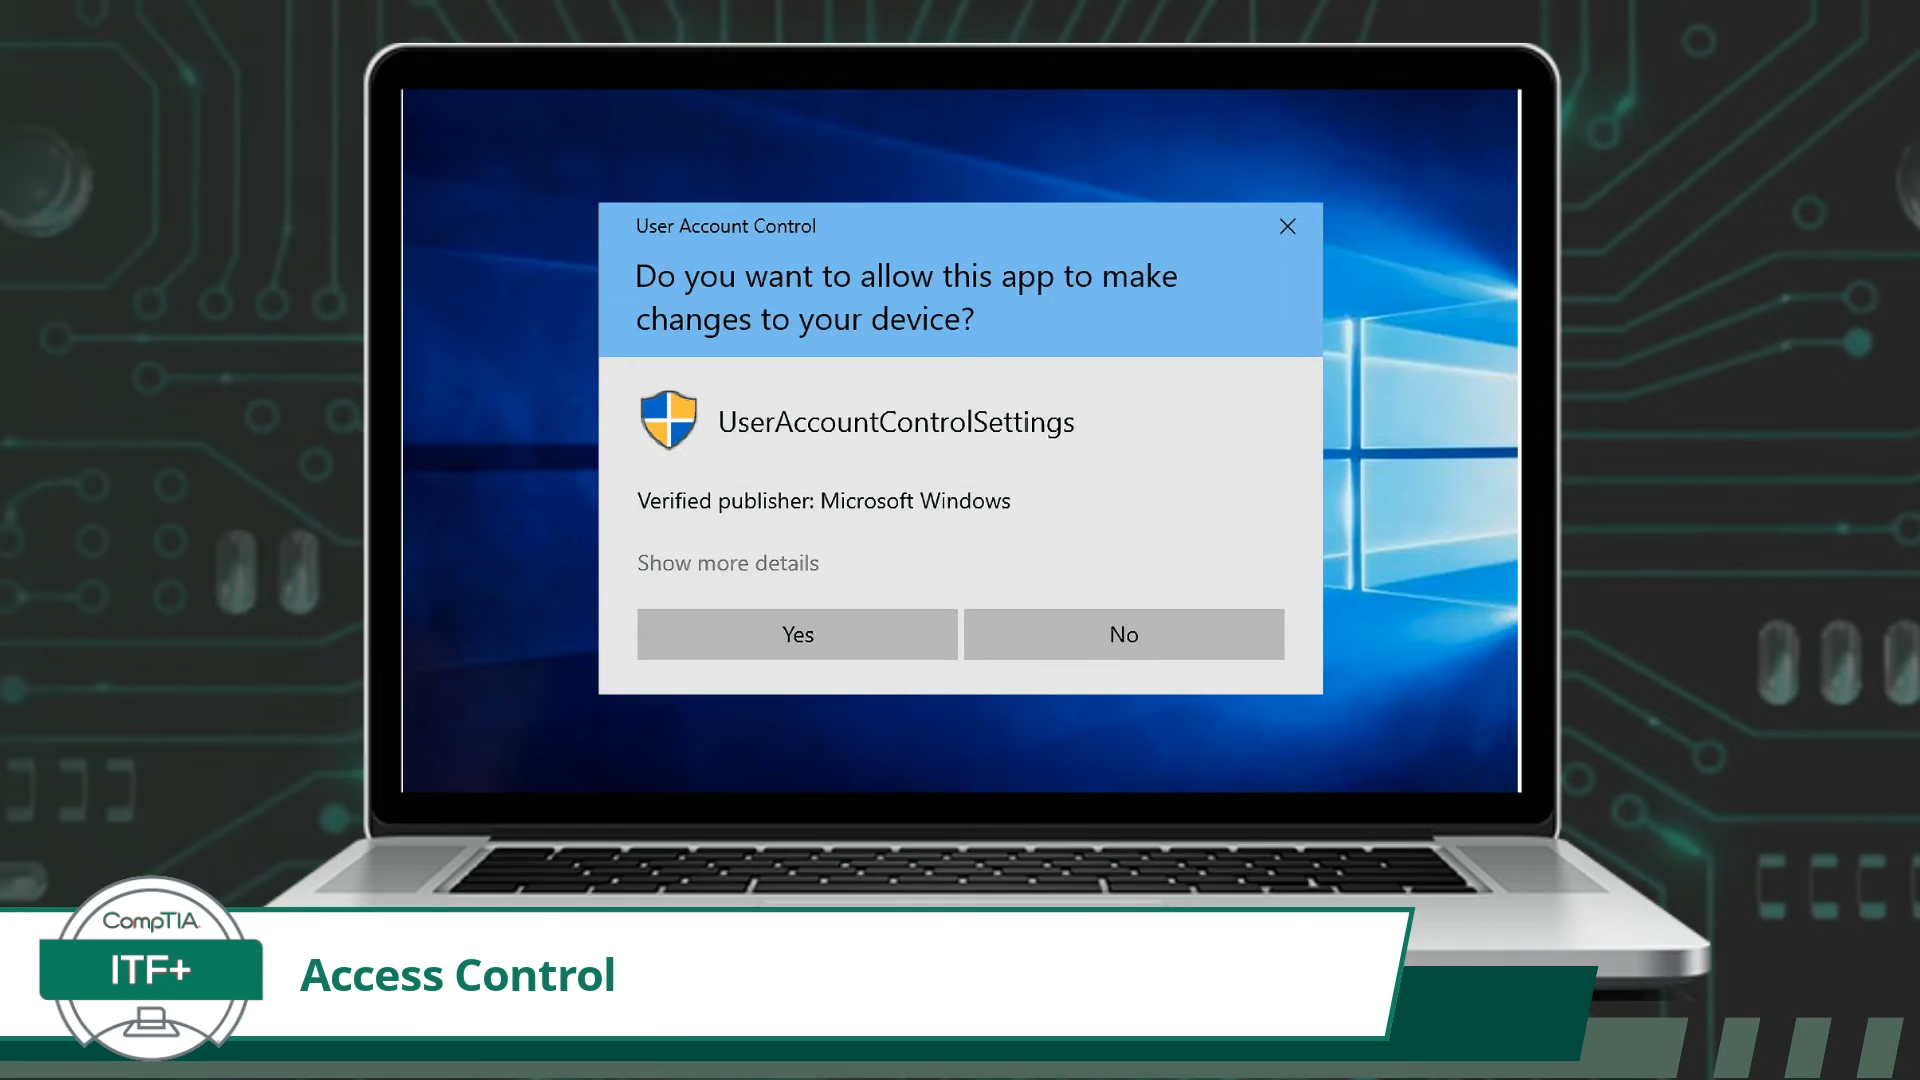 User Account Control
Do you want to allow this app to make
changes to your device?
UserAccountControlSettings
Verified publisher: Microsoft Windows
Show more details
Yes
No
CompTIA
ITF+
Access Control